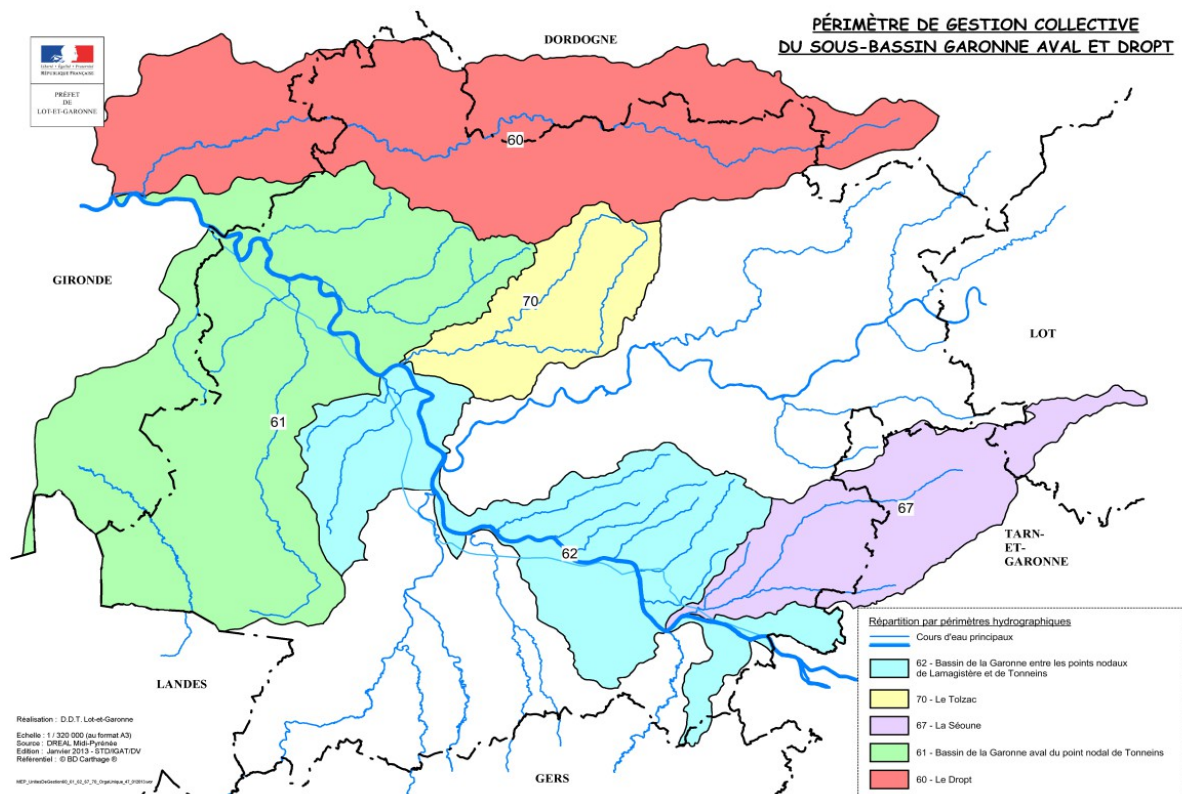 PÉRIMÈTRE DE GESTION COLLECTIVE
DU SOUS-BASSIN GARONNE AVAL ET DROPT
Liberté • Égalité • Fraternité
RÉPUBLIQUE FRANÇAISE
PRÉFET
DE
LOT-ET-GARONNE
DORDOGNE
60
GIRONDE
70
LOT
61
67
TARN-
ET-
GARONNE
62
LANDES
GERS
Répartition par périmètres hydrographiques
Cours d'eau principaux
62 - Bassin de la Garonne entre les points nodaux
de Lamagistère et de Tonneins
70 - Le Tolzac
67 - La Séoune
61 - Bassin de la Garonne aval du point nodal de Tonneins
60 - Le Dropt
Réalisation : D.D.T. Lot-et-Garonne
Echelle : 1 / 320 000 (au format A3)
Source : DREAL Midi-Pyrénée
Edition : Janvier 2013 - STD/IGAT/DV
Référentiel : © BD Carthage ®